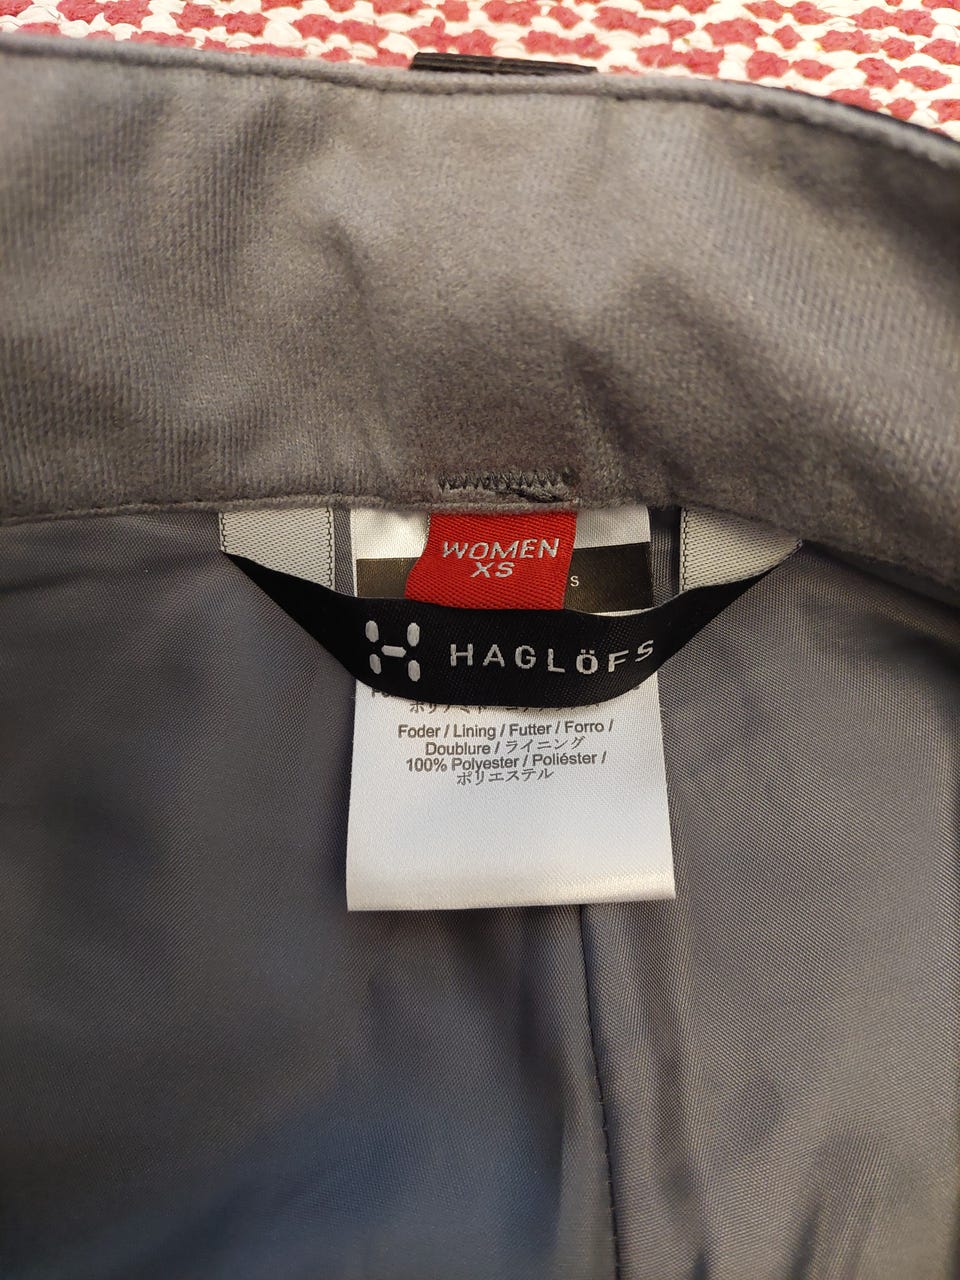 WOMEN
XS
S
HAGLÖFS
Foder / Lining / Futter / Forro /
Doublure / ライニング
100% Polyester / Poliéster /
ポリエステル